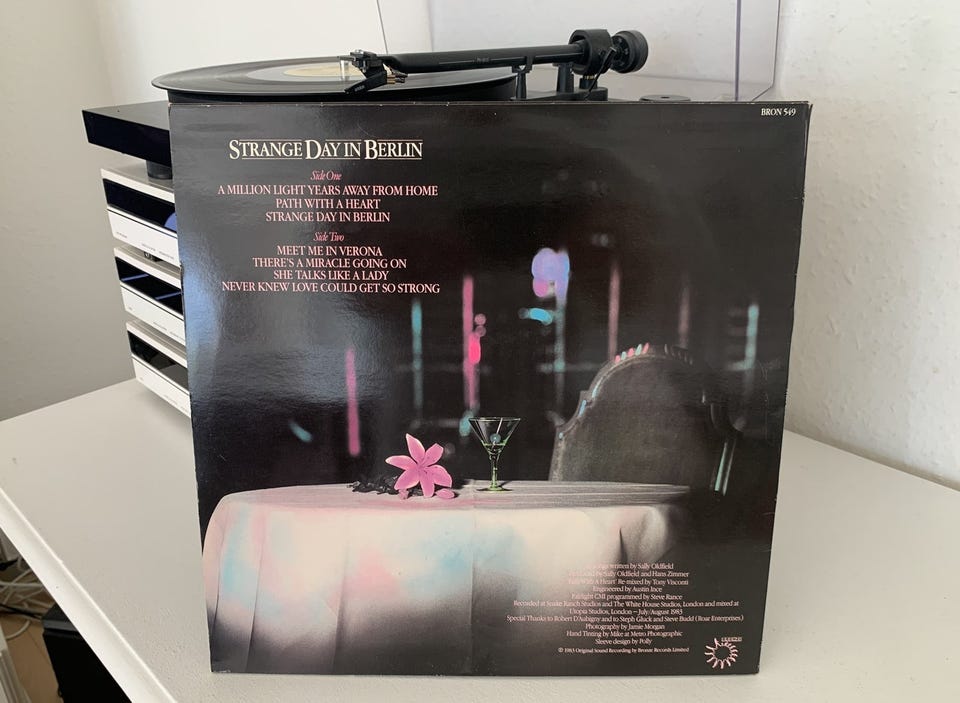 BRON 549
STRANGE DAY IN BERLIN
Side One
A MILLION LIGHT YEARS AWAY FROM HOME
PATH WITH A HEART
STRANGE DAY IN BERLIN
Side Two
MEET ME IN VERONA
THERE'S A MIRACLE GOING ON
SHE TALKS LIKE A LADY
NEVER KNEW LOVE COULD GET SO STRONG
songs written by Sally Oldfield
by Sally Oldfield and Hans Zimmer
With A Heart' Re-mixed by Tony Visconti
Engineered by Austin Ince
Fairlight CMI programmed by Steve Rance
Recorded at Snake Ranch Studios and The White House Studios, London and mixed at
Utopia Studios, London – July/August 1983
Special Thanks to Robert D'Aubigny and to Steph Gluck and Steve Budd (Roar Enterprises)
Photography by Jamie Morgan
Hand Tinting by Mike at Metro Photographic
Sleeve design by Polly
℗ 1983 Original Sound Recording by Bronze Records Limited
BRONZE